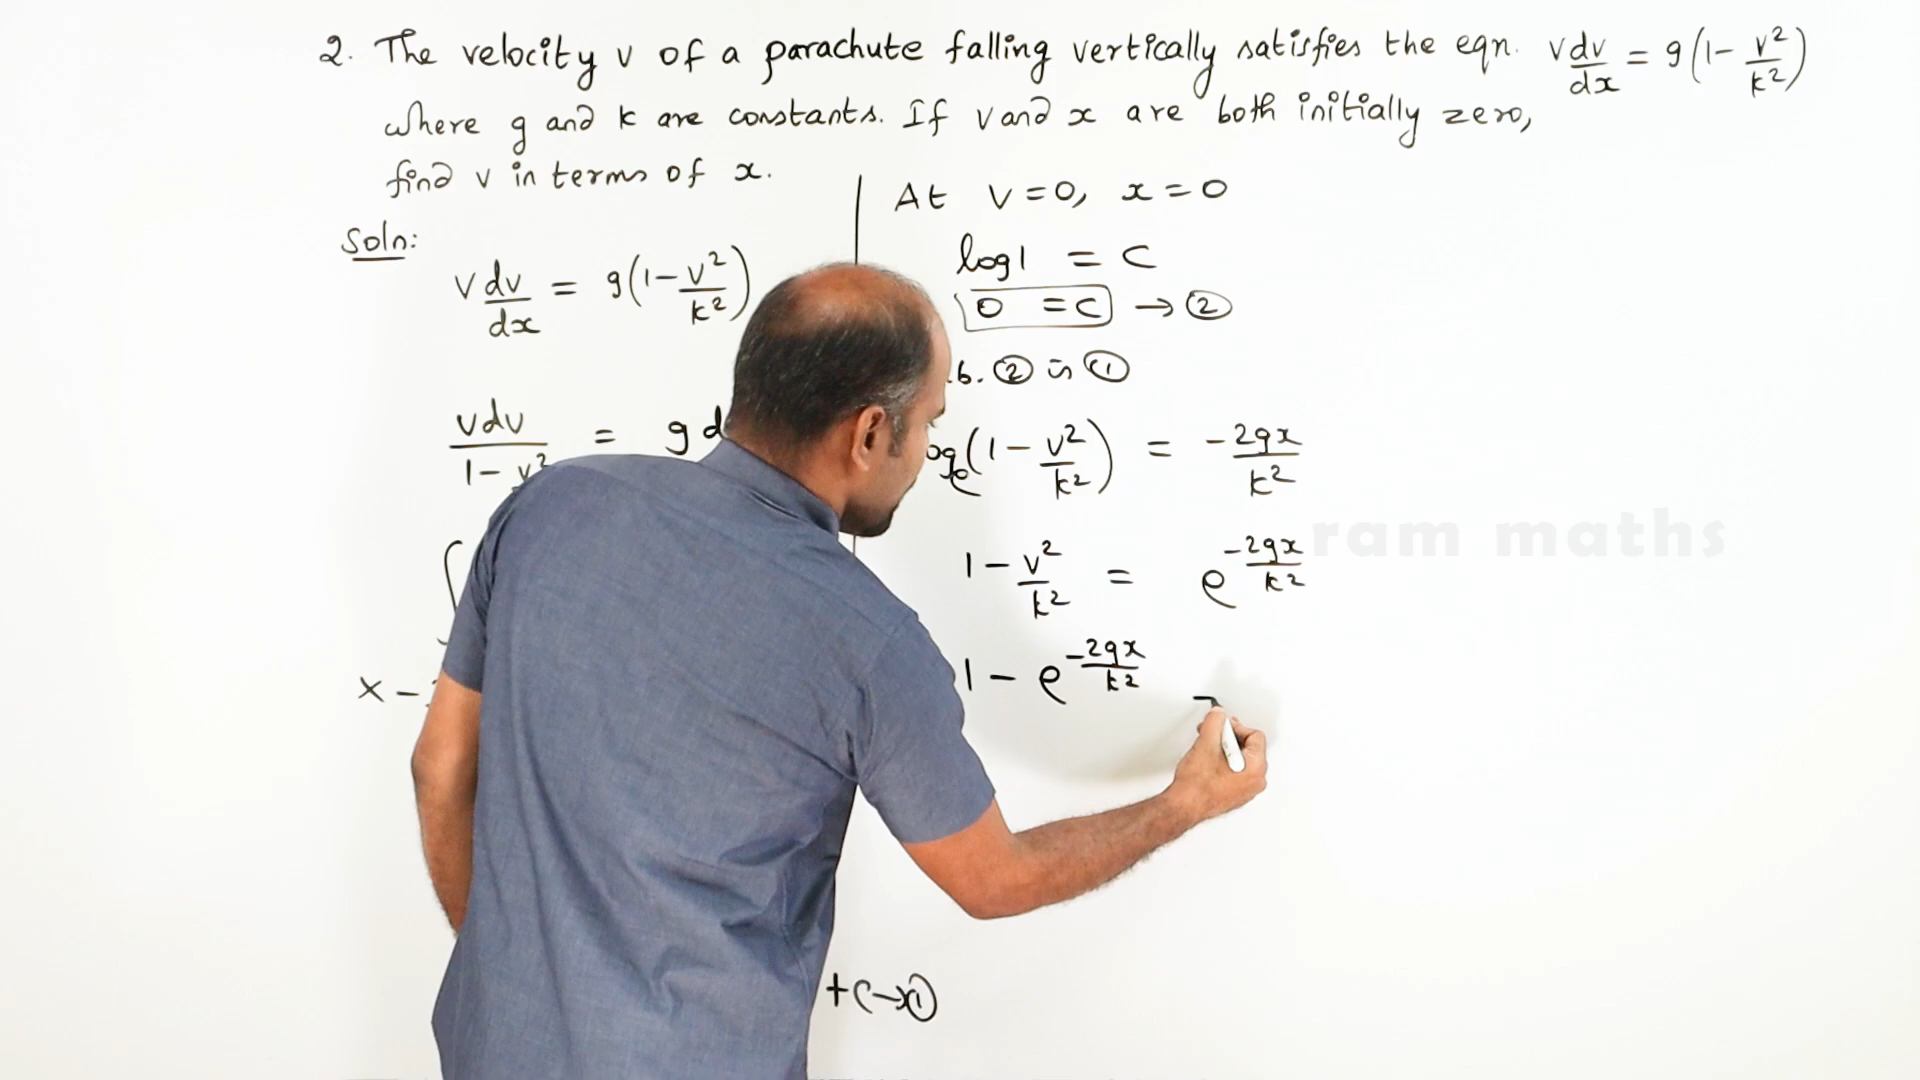 2. The velocity v of a parachute falling vertically satisfies the eqn. v dv/dx = g(1 - v²/k²)
where g and k are constants. If v and x are both initially zero,
find v in terms of x.
Soln:
v dv/dx = g(1 - v²/k²)
vdv/(1 - v² = g d
∫
x -
At v = 0, x = 0
log1 = c
0 = c → ②
b. ② in ①
og_e(1 - v²/k²) = -2gx/k²
1 - v²/k² = e^(-2gx/k²)
1 - e^(-2gx/k²)
+c → ①
ram maths